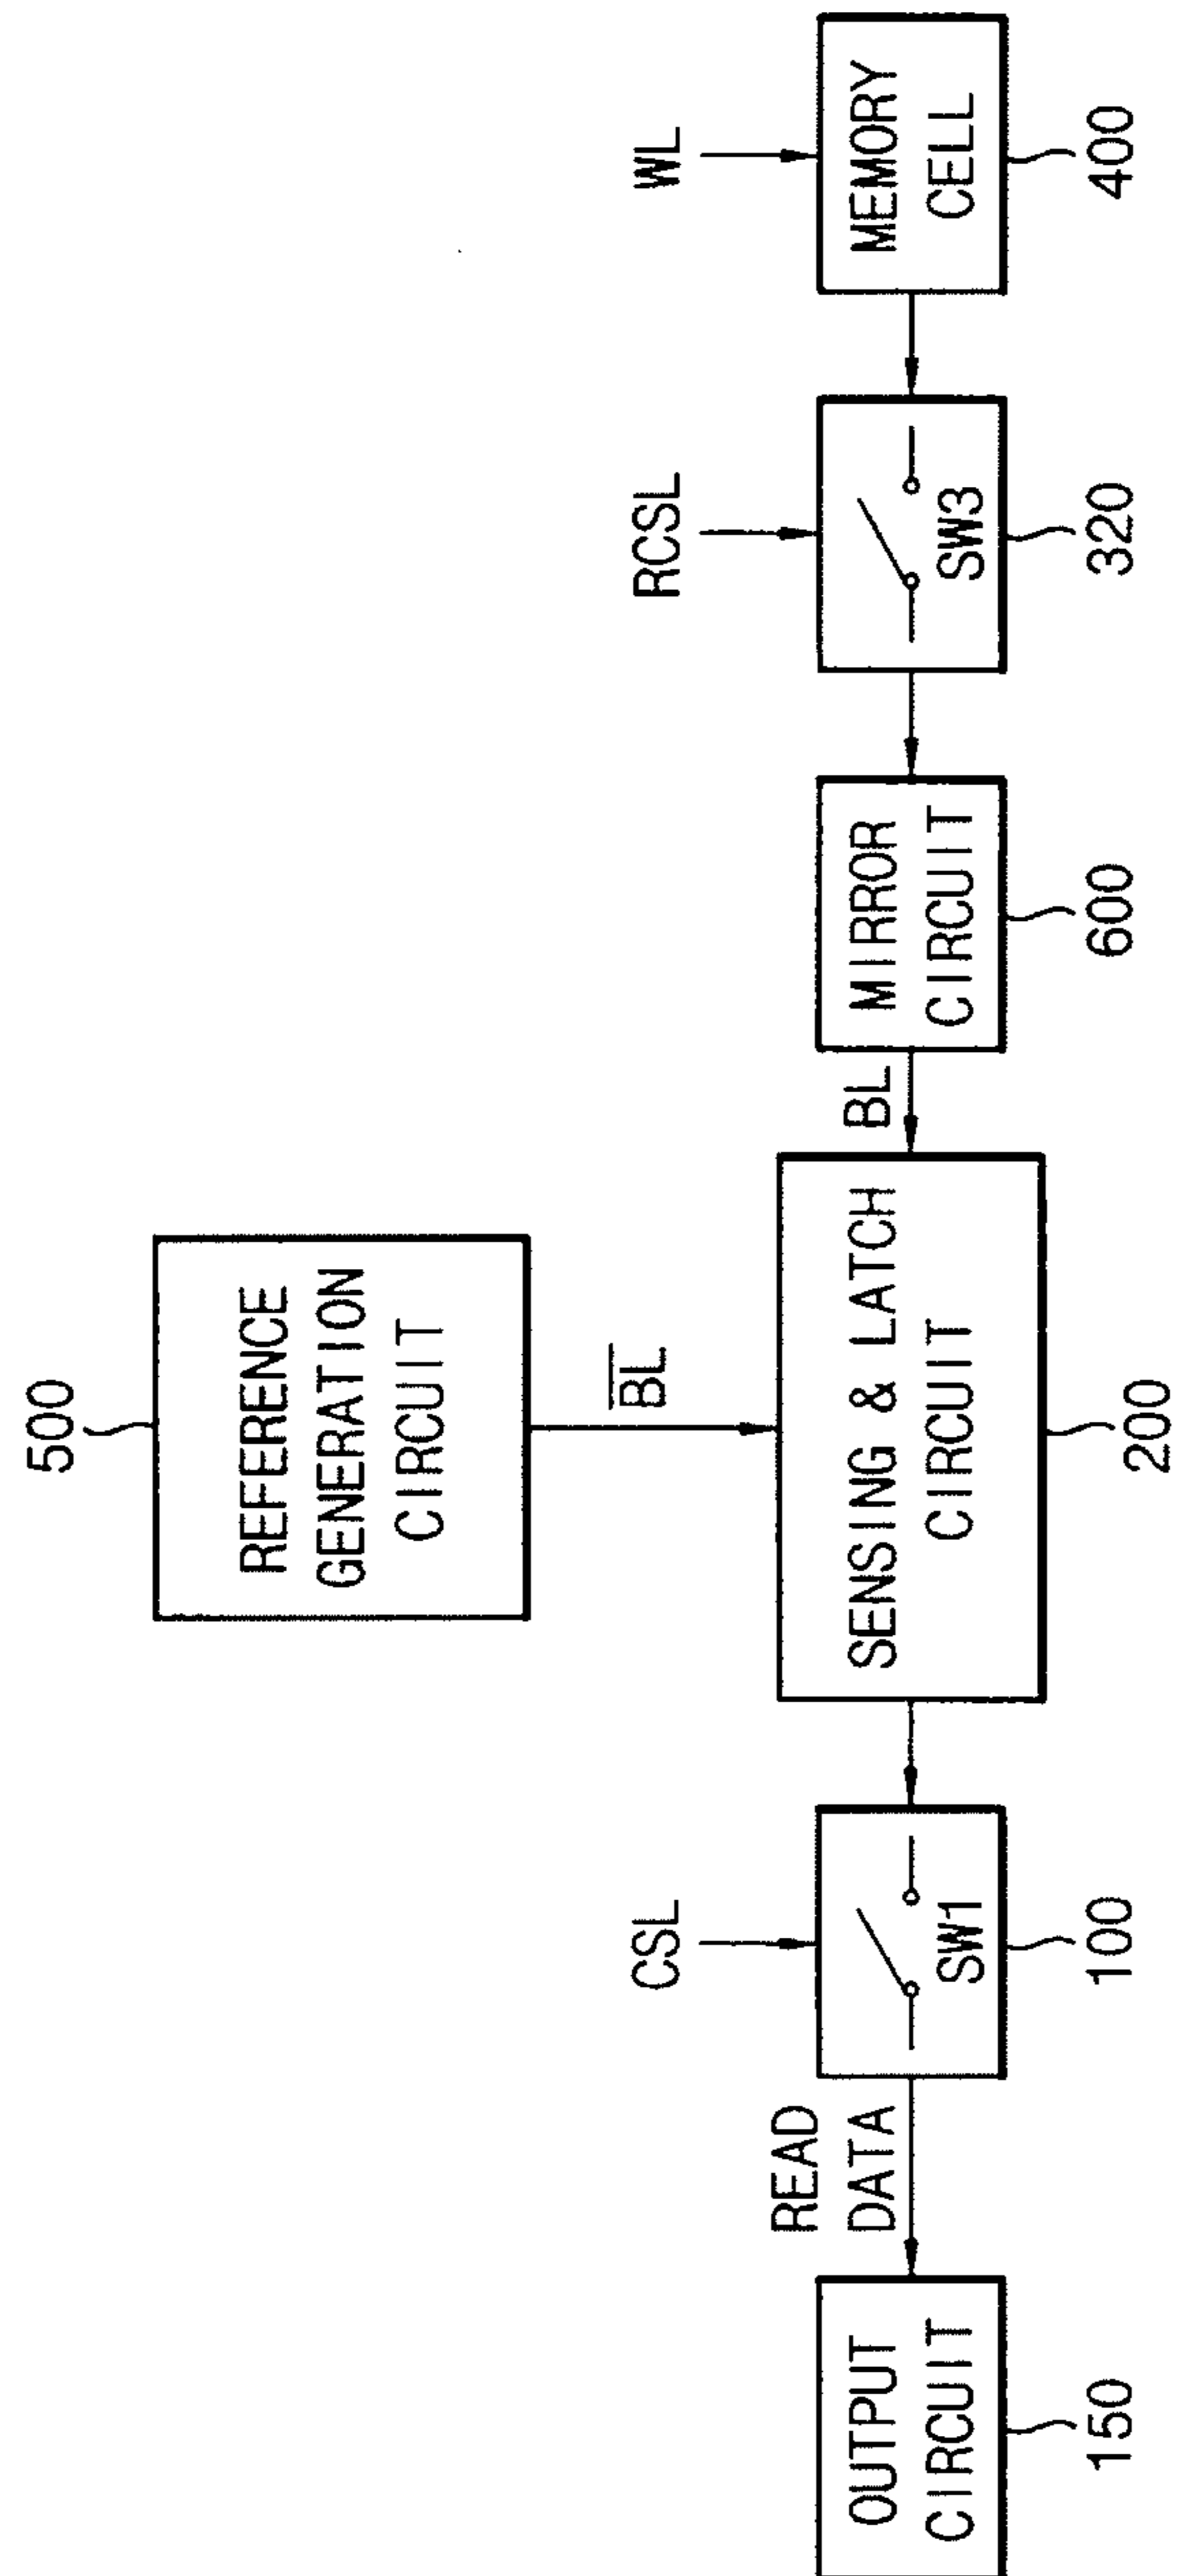 500
REFERENCE
GENERATION
CIRCUIT
B̅L̅
CSL
RCSL
WL
READ
DATA
BL
OUTPUT
CIRCUIT
SW1
SENSING & LATCH
CIRCUIT
MIRROR
CIRCUIT
SW3
MEMORY
CELL
150
100
200
600
320
400